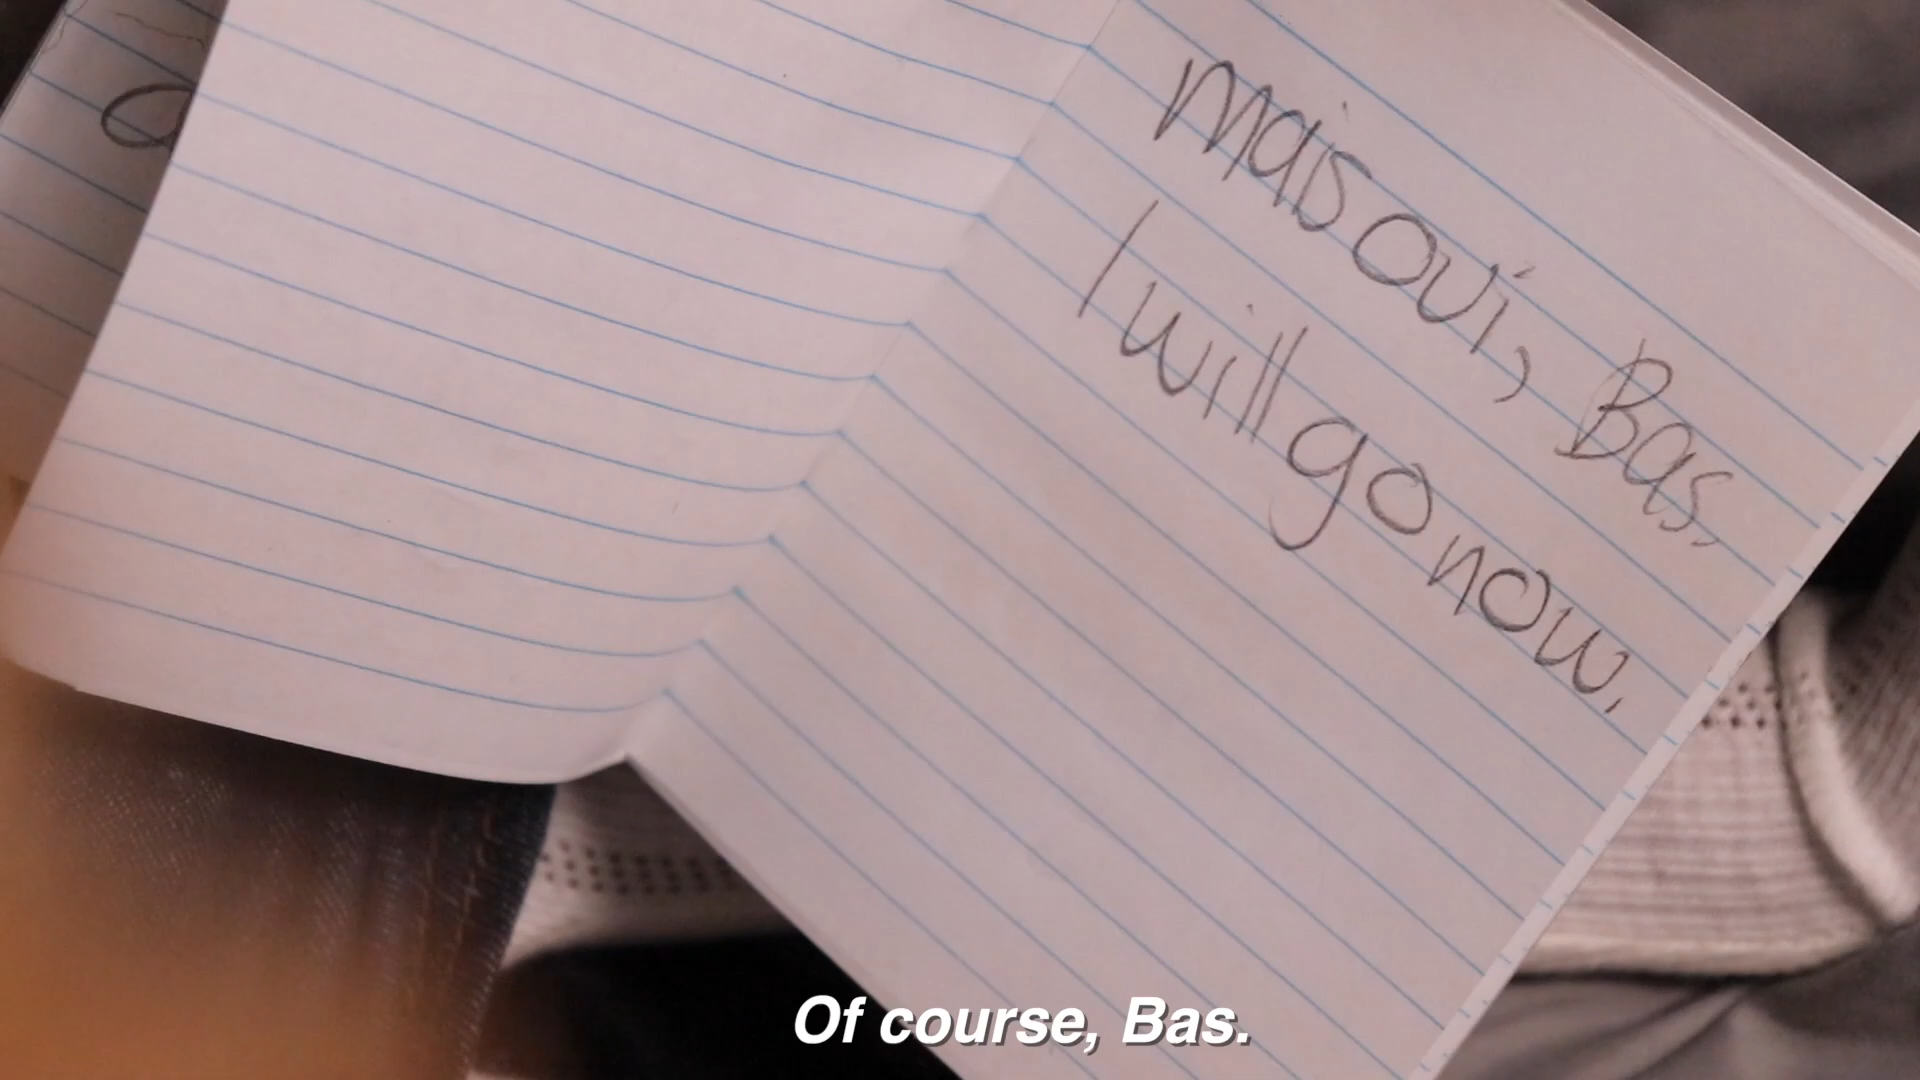 mais oui, Bas.
I will go now.
Of course, Bas.